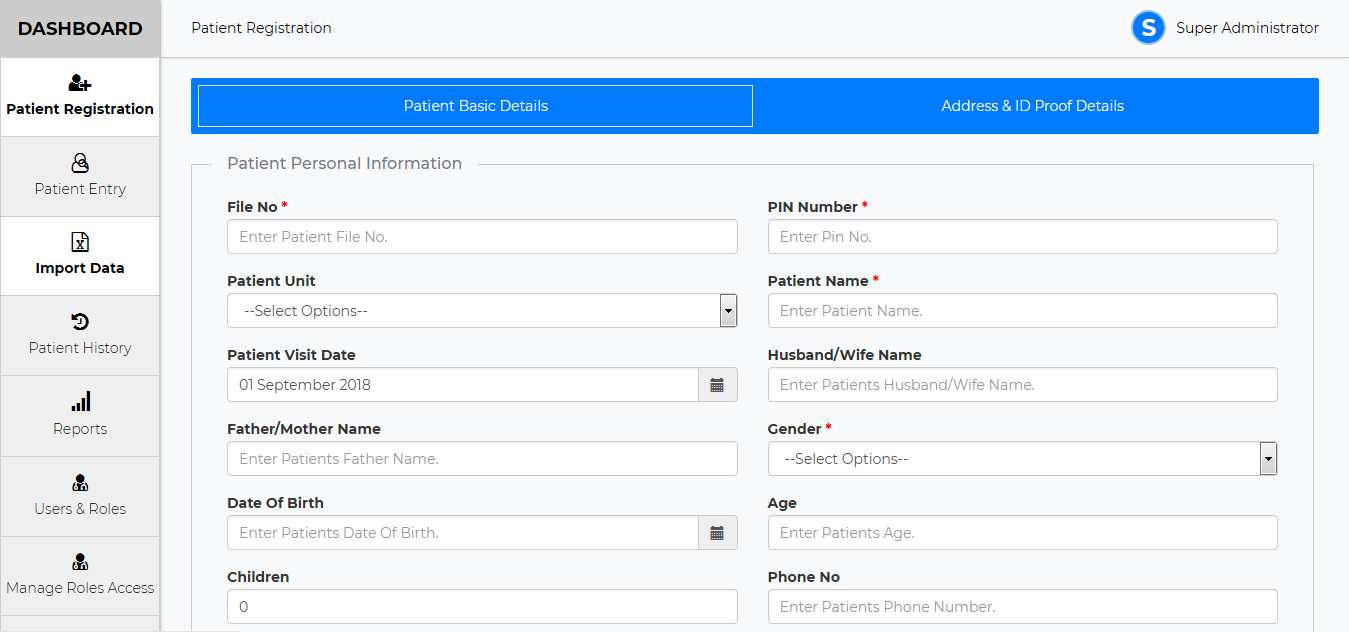 DASHBOARD
Patient Registration
S Super Administrator
Patient Registration
Patient Entry
Import Data
Patient History
Reports
Users & Roles
Manage Roles Access
Patient Basic Details
Address & ID Proof Details
Patient Personal Information
File No *
Enter Patient File No.
PIN Number *
Enter Pin No.
Patient Unit
--Select Options--
Patient Name *
Enter Patient Name.
Patient Visit Date
01 September 2018
Husband/Wife Name
Enter Patients Husband/Wife Name.
Father/Mother Name
Enter Patients Father Name.
Gender *
--Select Options--
Date Of Birth
Enter Patients Date Of Birth.
Age
Enter Patients Age.
Children
0
Phone No
Enter Patients Phone Number.